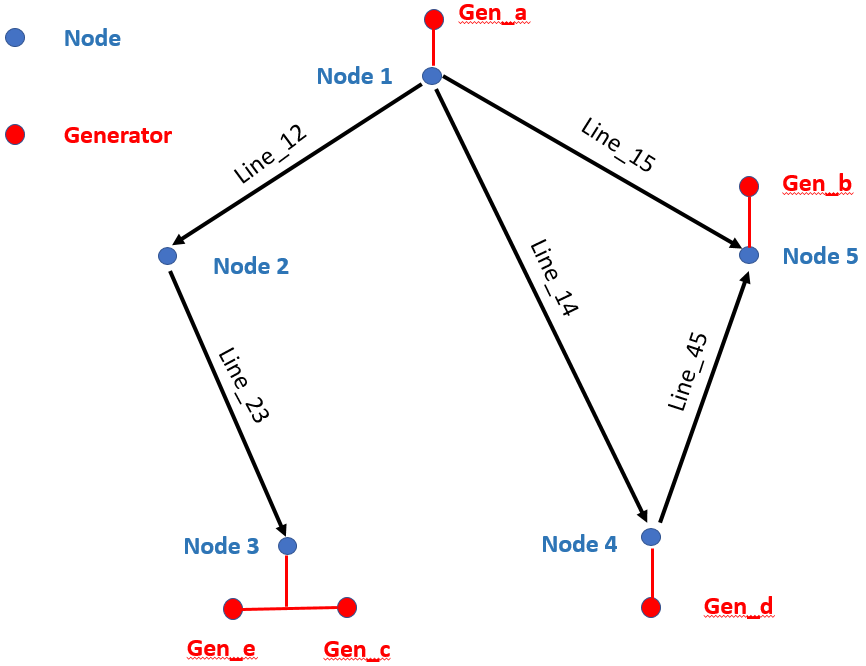 Gen_a
Node
Node 1
Line_12
Line_15
Generator
Gen_b
Node 2
Node 5
Line_14
Line_23
Line_45
Node 3
Node 4
Gen_d
Gen_e
Gen_c